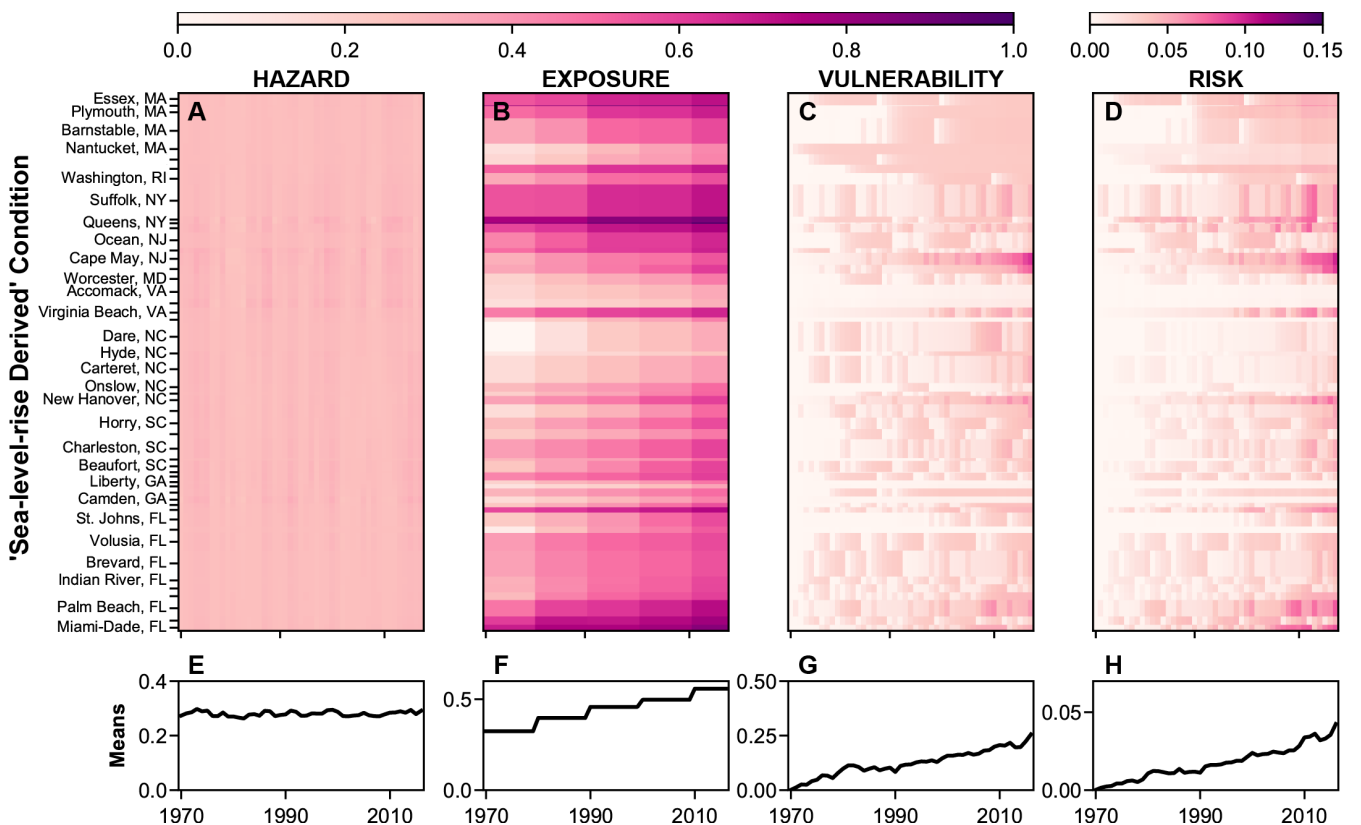 0.0 0.2 0.4 0.6 0.8 1.0 0.00 0.05 0.10 0.15
HAZARD EXPOSURE VULNERABILITY RISK
A B C D
'Sea-level-rise Derived' Condition
Essex, MA
Plymouth, MA
Barnstable, MA
Nantucket, MA
Washington, RI
Suffolk, NY
Queens, NY
Ocean, NJ
Cape May, NJ
Worcester, MD
Accomack, VA
Virginia Beach, VA
Dare, NC
Hyde, NC
Carteret, NC
Onslow, NC
New Hanover, NC
Horry, SC
Charleston, SC
Beaufort, SC
Liberty, GA
Camden, GA
St. Johns, FL
Volusia, FL
Brevard, FL
Indian River, FL
Palm Beach, FL
Miami-Dade, FL
E F G H
Means
0.4
0.2
0.0
0.5
0.0
0.50
0.25
0.00
0.05
0.00
1970 1990 2010 1970 1990 2010 1970 1990 2010 1970 1990 2010